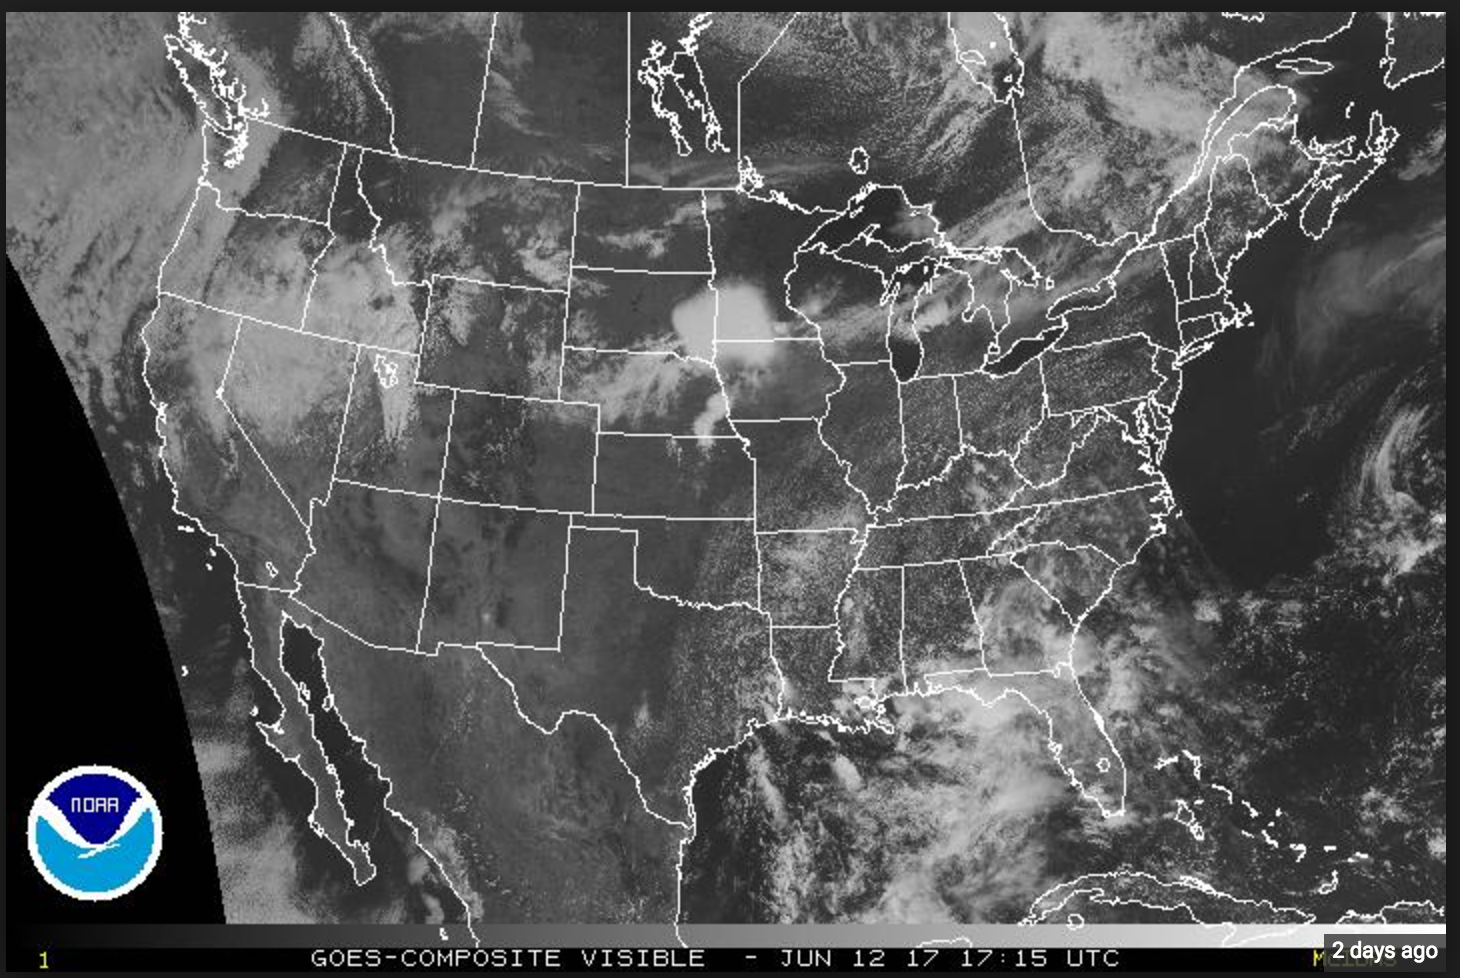 NOAA
1 GOES-COMPOSITE VISIBLE - JUN 12 17 17:15 UTC
2 days ago